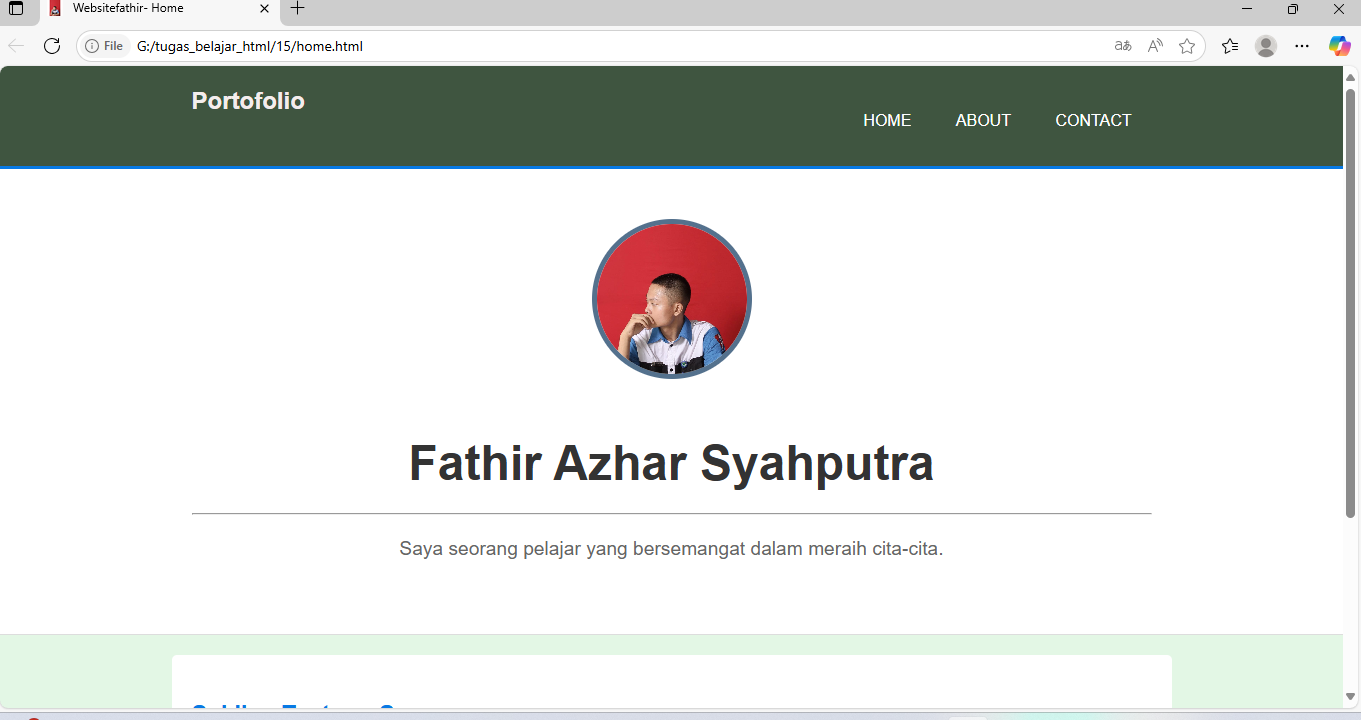 Websitefathir- Home
File
G:/tugas_belajar_html/15/home.html
Portofolio
HOME
ABOUT
CONTACT
Fathir Azhar Syahputra
Saya seorang pelajar yang bersemangat dalam meraih cita-cita.